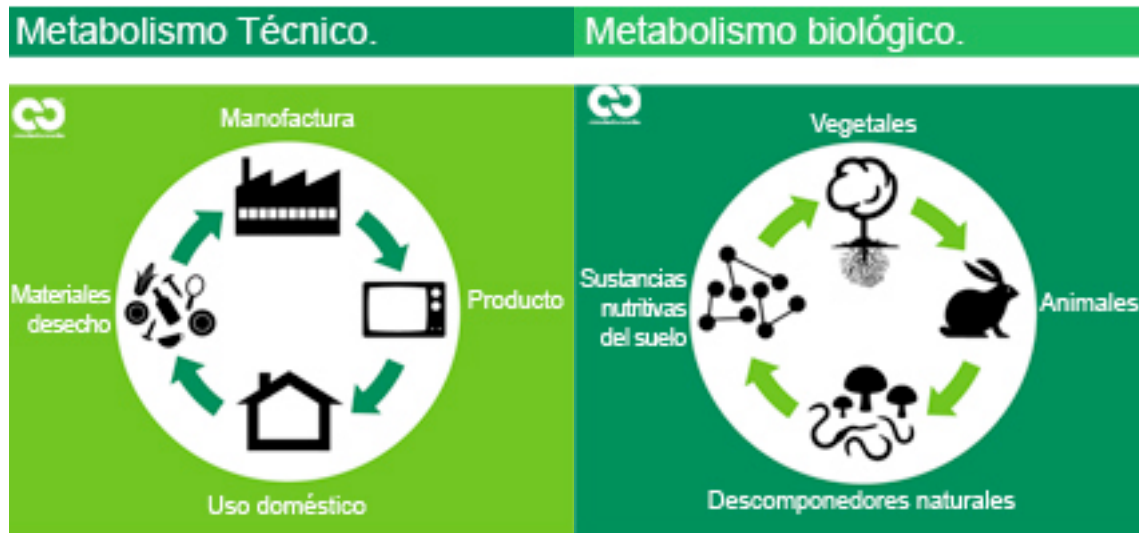 Metabolismo Técnico.
Metabolismo biológico.
Manofactura
Materiales
desecho
Producto
Uso doméstico
Vegetales
Sustancias
nutritivas
del suelo
Animales
Descomponedores naturales